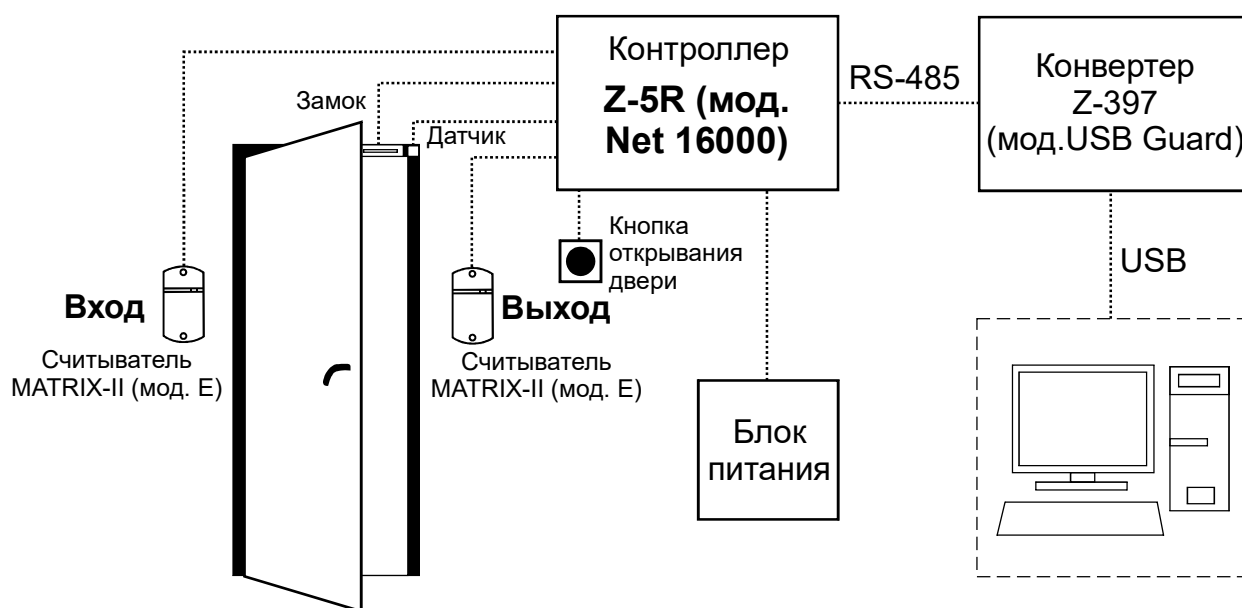 Контроллер
Z-5R (мод.
Net 16000)
RS-485
Конвертер
Z-397
(мод.USB Guard)
Замок
Датчик
Кнопка
открывания
двери
USB
Вход
Выход
Считыватель
MATRIX-II (мод. E)
Считыватель
MATRIX-II (мод. E)
Блок
питания